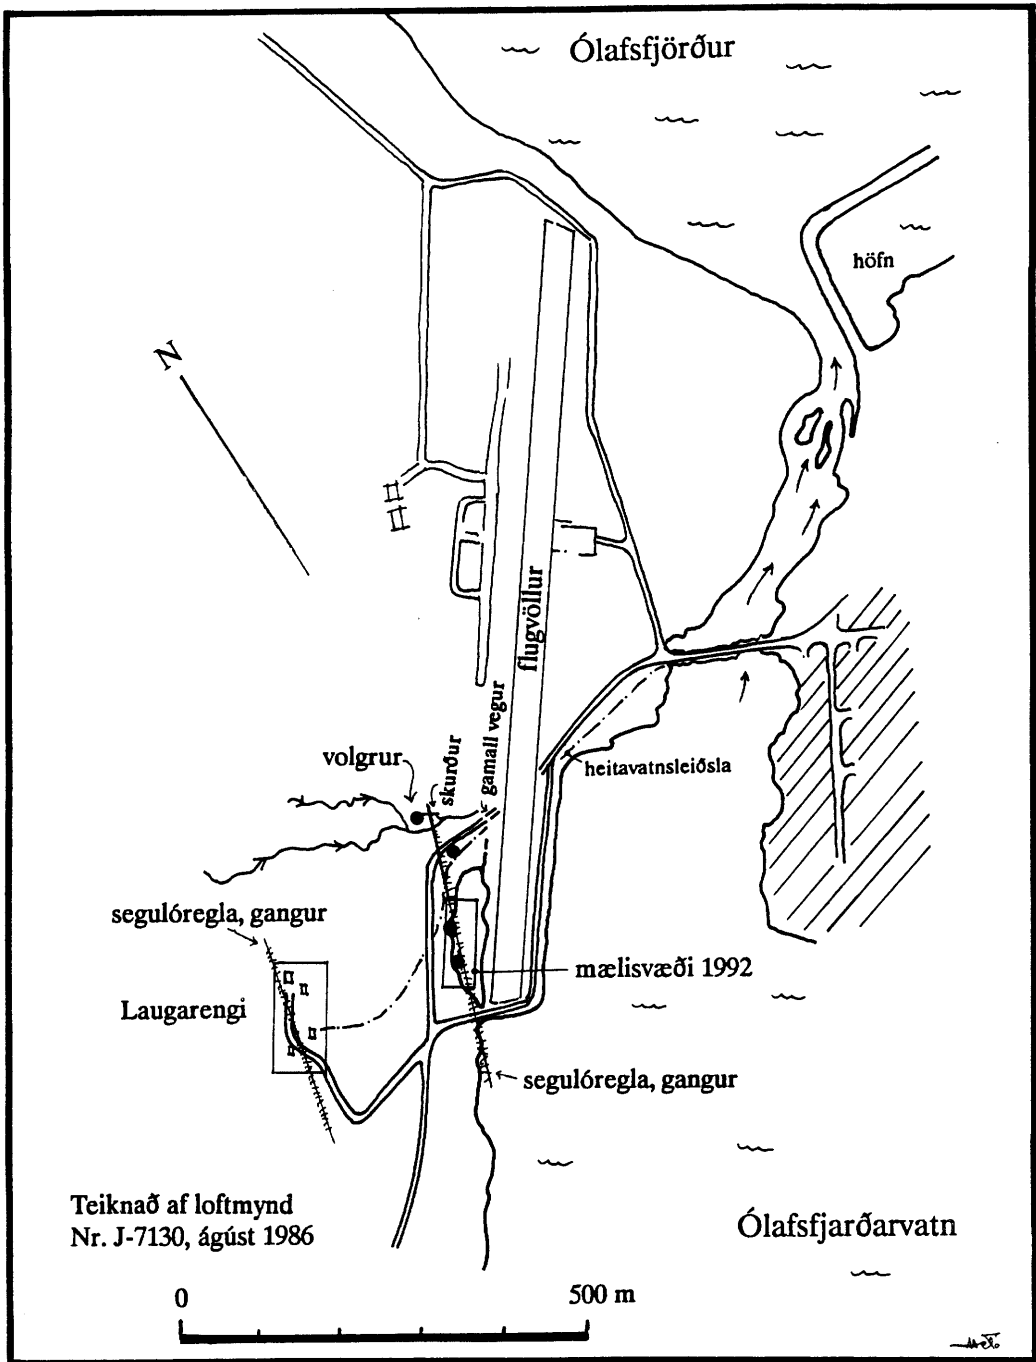 Ólafsfjörður
höfn
N
flugvöllur
gamall vegur
skurður
volgrur
heitavatnsleiðsla
segulóregla, gangur
mælisvæði 1992
Laugarengi
segulóregla, gangur
Teiknað af loftmynd
Nr. J-7130, ágúst 1986
Ólafsfjarðarvatn
0
500 m